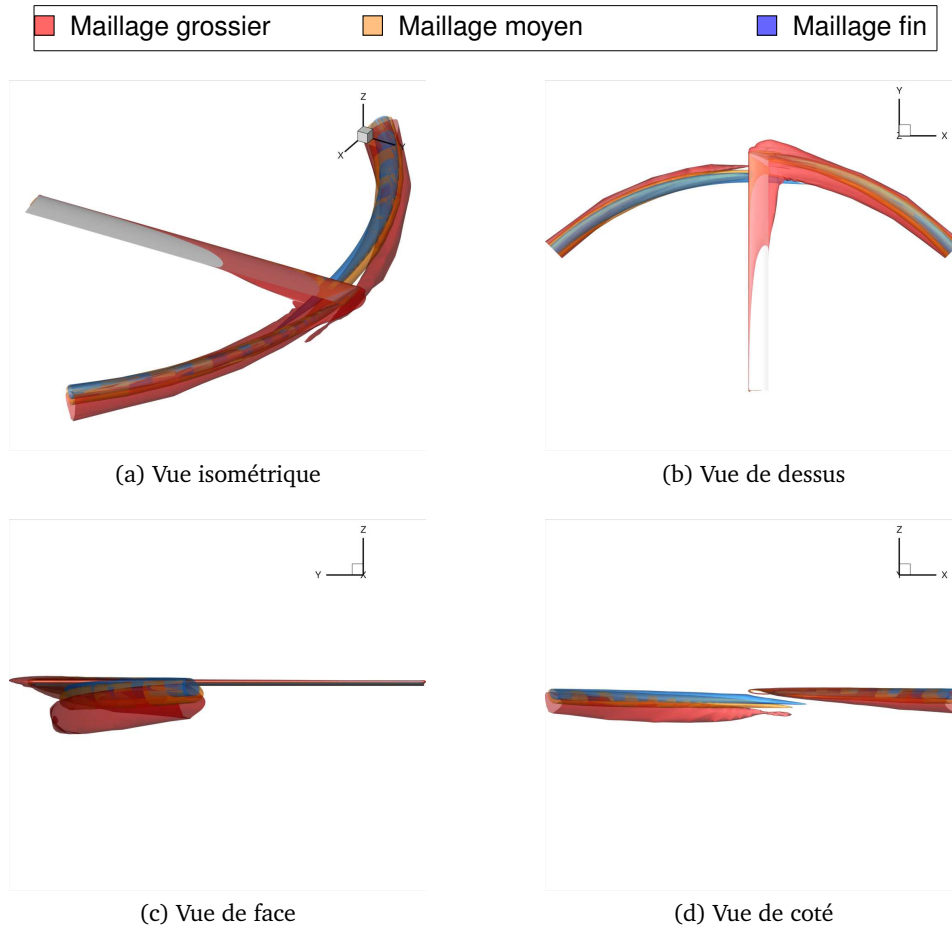 Maillage grossier Maillage moyen Maillage fin
Z
X
Y
X
(a) Vue isométrique
(b) Vue de dessus
Z
Y
Z
X
(c) Vue de face
(d) Vue de coté